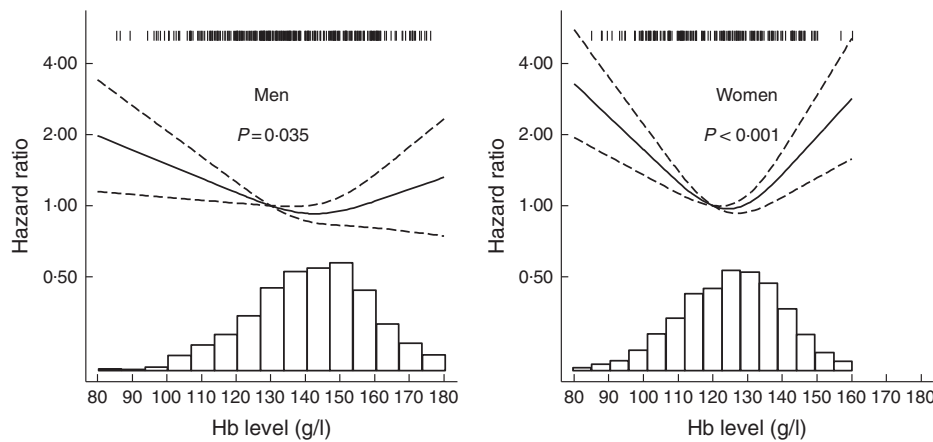 Men
P = 0·035
Hazard ratio
4·00
2·00
1·00
0·50
80 90 100 110 120 130 140 150 160 170 180
Hb level (g/l)
Women
P < 0·001
Hazard ratio
4·00
2·00
1·00
0·50
80 90 100 110 120 130 140 150 160 170 180
Hb level (g/l)